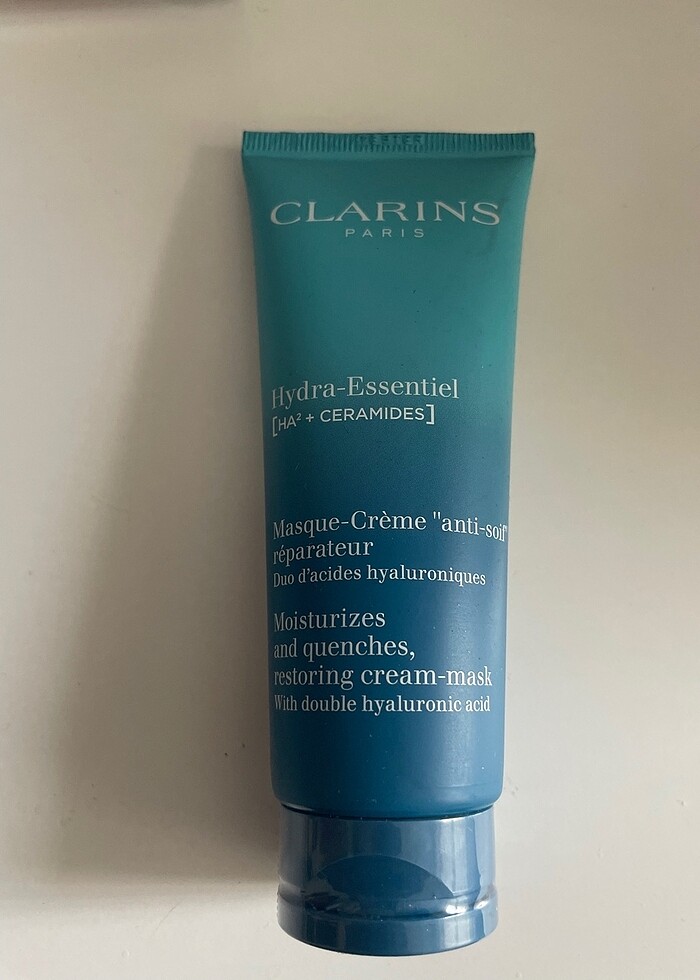 CLARINS
PARIS
Hydra-Essentiel
[HA² + CERAMIDES]
Masque-Crème "anti-soif"
réparateur
Duo d'acides hyaluroniques
Moisturizes
and quenches,
restoring cream-mask
With double hyaluronic acid